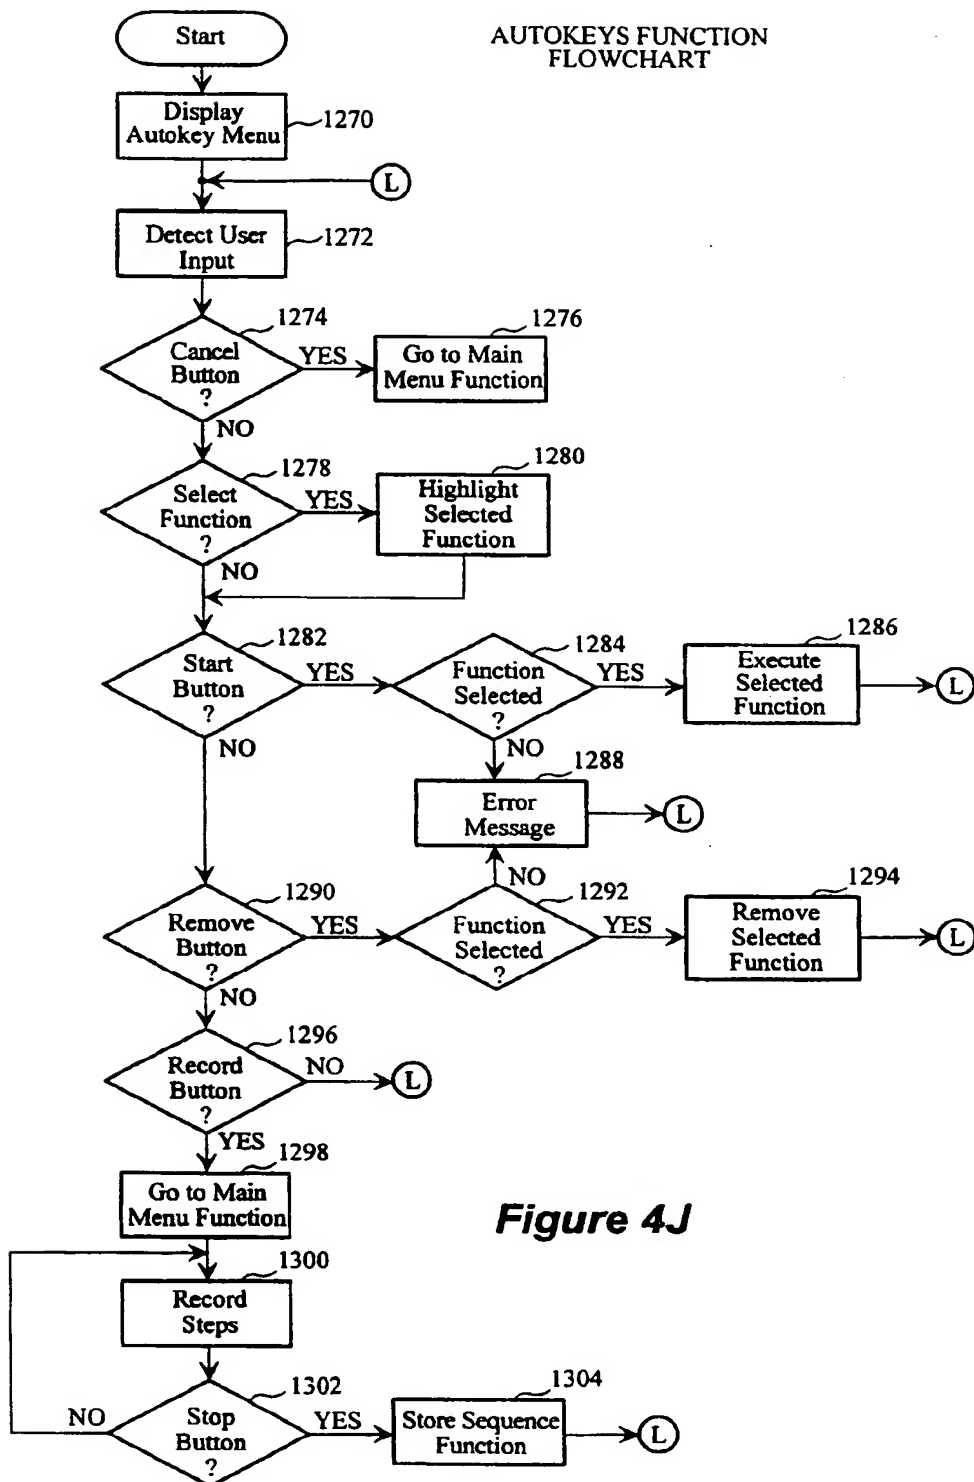 Start
AUTOKEYS FUNCTION
FLOWCHART
Display
Autokey Menu
1270
L
Detect User
Input
1272
1274
Cancel
Button
?
YES
NO
1276
Go to Main
Menu Function
1278
Select
Function
?
YES
NO
1280
Highlight
Selected
Function
1282
Start
Button
?
YES
NO
1284
Function
Selected
?
YES
NO
1286
Execute
Selected
Function
L
1288
Error
Message
L
1290
Remove
Button
?
YES
NO
NO
1292
Function
Selected
?
YES
1294
Remove
Selected
Function
L
1296
Record
Button
?
NO
L
YES
1298
Go to Main
Menu Function
Figure 4J
1300
Record
Steps
1302
Stop
Button
?
NO
YES
1304
Store Sequence
Function
L